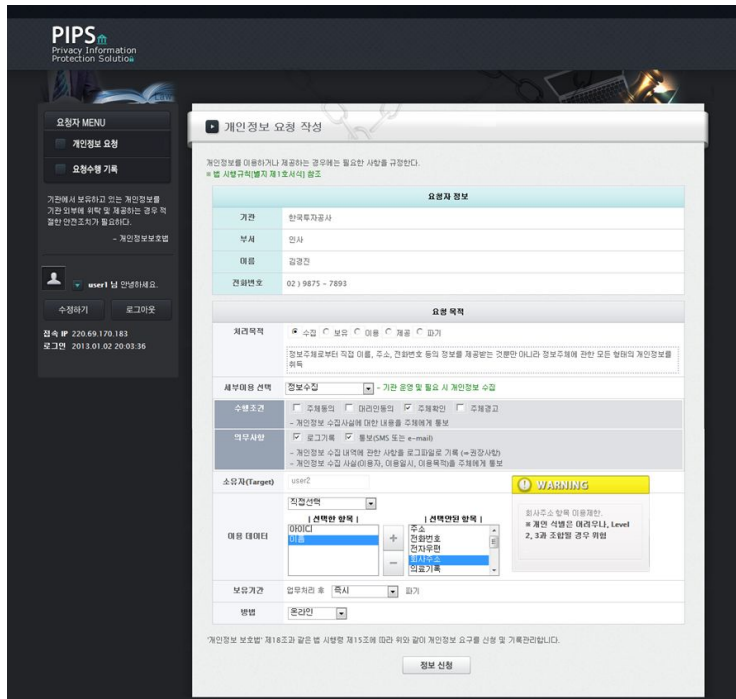 PIPS
Privacy Information
Protection Solution
요청자 MENU
개인정보 요청
요청수행 기록
기관에서 보유하고 있는 개인정보를
기관 외부에 위탁 및 제공하는 경우 적
절한 안전조치가 필요하다.
- 개인정보보호법
user1 님 안녕하세요.
수정하기 로그아웃
접속 IP 220.69.170.183
로그인 2013.01.02 20:03:36
개인정보 요청 작성
개인정보를 이용하거나 제공하는 경우에는 필요한 사항을 규정한다.
※ 법 시행규칙[별지 제1호서식] 참조
요청자 정보
기관 한국투자공사
부서 인사
이름 김경진
전화번호 02 ) 9875 - 7893
요청 목적
처리목적 수집 보유 이용 제공 파기
정보주체로부터 직접 이름, 주소, 전화번호 등의 정보를 제공받는 것뿐만 아니라 정보주체에 관한 모든 형태의 개인정보를
취득
세부이용 선택 정보수집 - 기관 운영 및 필요 시 개인정보 수집
수행조건 주체동의 대리인동의 주체확인 주체경고
- 개인정보 수집사실에 대한 내용을 주체에게 통보
의무사항 로그기록 통보(SMS 또는 e-mail)
- 개인정보 수집 내역에 관한 사항을 로그파일로 기록 (=권장사항)
- 개인정보 수집 사실(이용자, 이용일시, 이용목적)을 주체에게 통보
소유자(Target) user2
WARNING
회사주소 항목 이용제한.
※ 개인 식별은 어려우나, Level
2, 3과 조합될 경우 위험
이용 데이터 직접선택
| 선택한 항목 | | 선택안된 항목 |
아이디
이름
+
−
주소
전화번호
전자우편
회사주소
의료기록
보유기간 업무처리 후 즉시 파기
방법 온라인
'개인정보 보호법' 제18조과 같은 법 시행령 제15조에 따라 위와 같이 개인정보 요구를 신청 및 기록관리합니다.
정보 신청